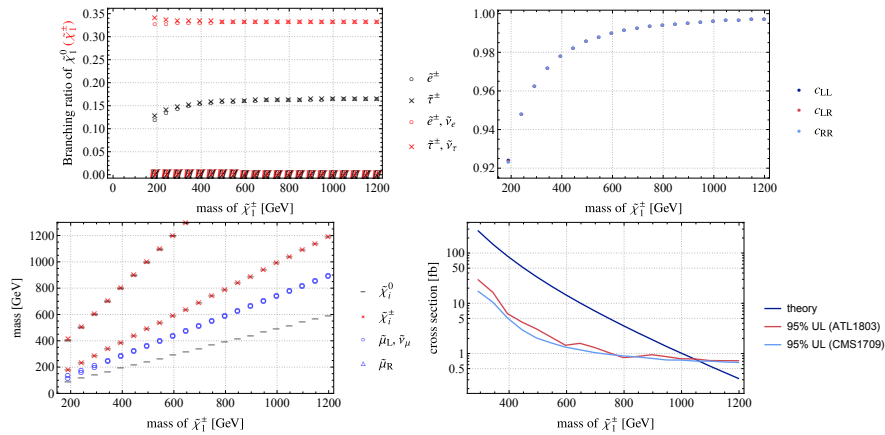 Branching ratio of χ̃₁⁰ (χ̃₁±)
0.35
0.30
0.25
0.20
0.15
0.10
0.05
0.00
0 200 400 600 800 1000 1200
mass of χ̃₁± [GeV]
ẽ±
τ̃±
ẽ±, ν̃ₑ
τ̃±, ν̃_τ
1.00
0.98
0.96
0.94
0.92
200 400 600 800 1000 1200
mass of χ̃₁± [GeV]
c_LL
c_LR
c_RR
mass [GeV]
1200
1000
800
600
400
200
0
200 400 600 800 1000 1200
mass of χ̃₁± [GeV]
χ̃ᵢ⁰
χ̃ᵢ±
μ̃_L, ν̃_μ
μ̃_R
cross section [fb]
100
50
10
5
1
0.5
400 600 800 1000 1200
mass of χ̃₁± [GeV]
theory
95% UL (ATL1803)
95% UL (CMS1709)